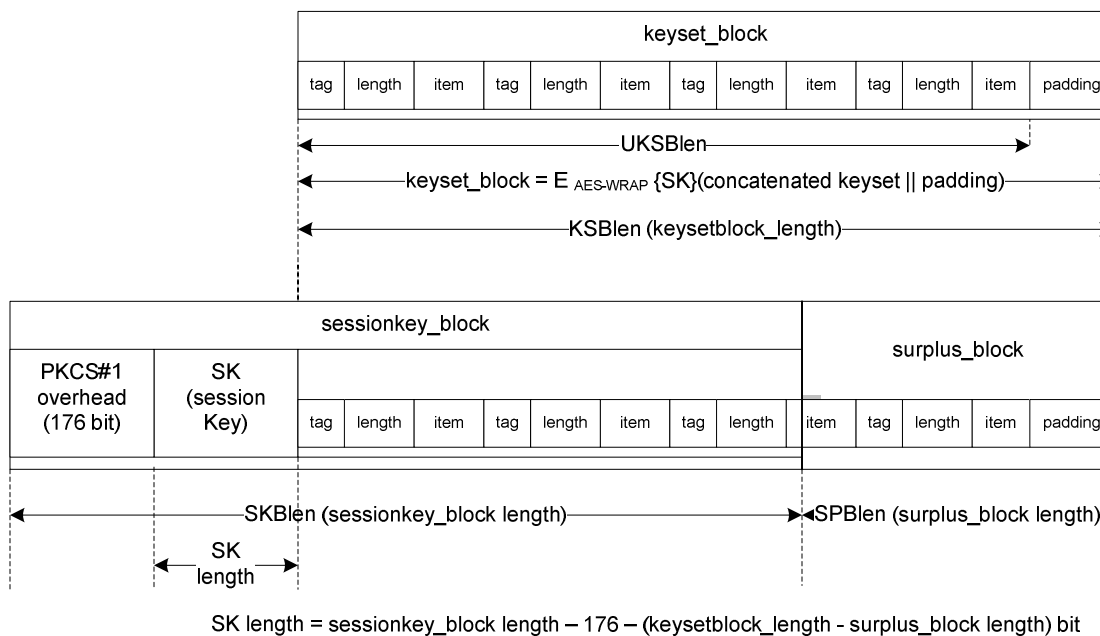 keyset_block
tag length item tag length item tag length item tag length item padding
UKSBlen
keyset_block = E AES-WRAP {SK}(concatenated keyset || padding)
KSBlen (keysetblock_length)
sessionkey_block
surplus_block
PKCS#1
overhead
(176 bit)
SK
(session
Key)
tag length item tag length item tag length item tag length item padding
SKBlen (sessionkey_block length)
SPBlen (surplus_block length)
SK
length
SK length = sessionkey_block length – 176 – (keysetblock_length - surplus_block length) bit